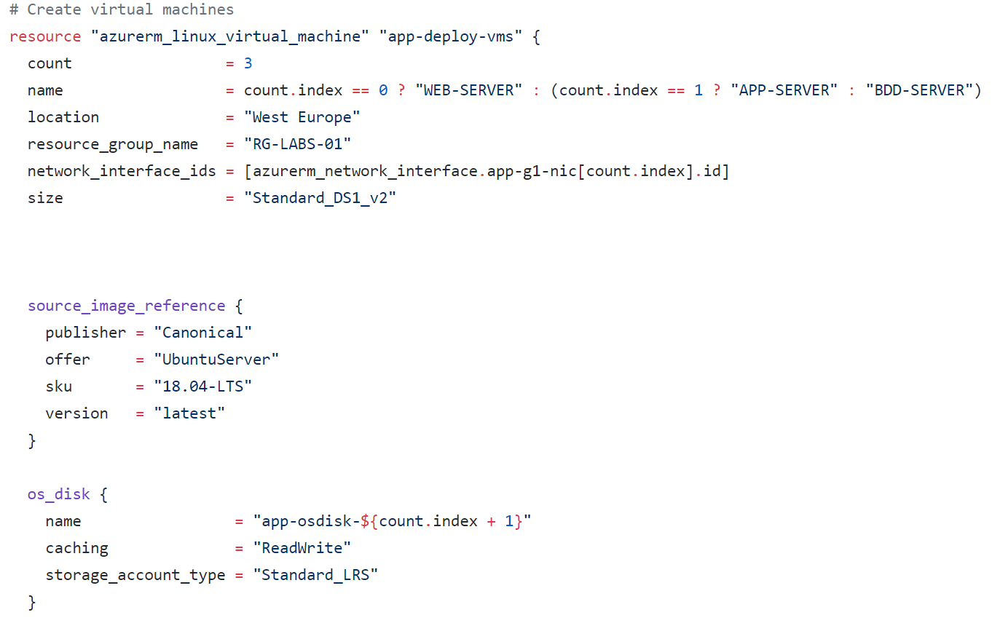 # Create virtual machines
resource "azurerm_linux_virtual_machine" "app-deploy-vms" {
  count                 = 3
  name                  = count.index == 0 ? "WEB-SERVER" : (count.index == 1 ? "APP-SERVER" : "BDD-SERVER")
  location              = "West Europe"
  resource_group_name   = "RG-LABS-01"
  network_interface_ids = [azurerm_network_interface.app-g1-nic[count.index].id]
  size                  = "Standard_DS1_v2"
  source_image_reference {
    publisher = "Canonical"
    offer     = "UbuntuServer"
    sku       = "18.04-LTS"
    version   = "latest"
  }
  os_disk {
    name                 = "app-osdisk-${count.index + 1}"
    caching              = "ReadWrite"
    storage_account_type = "Standard_LRS"
  }